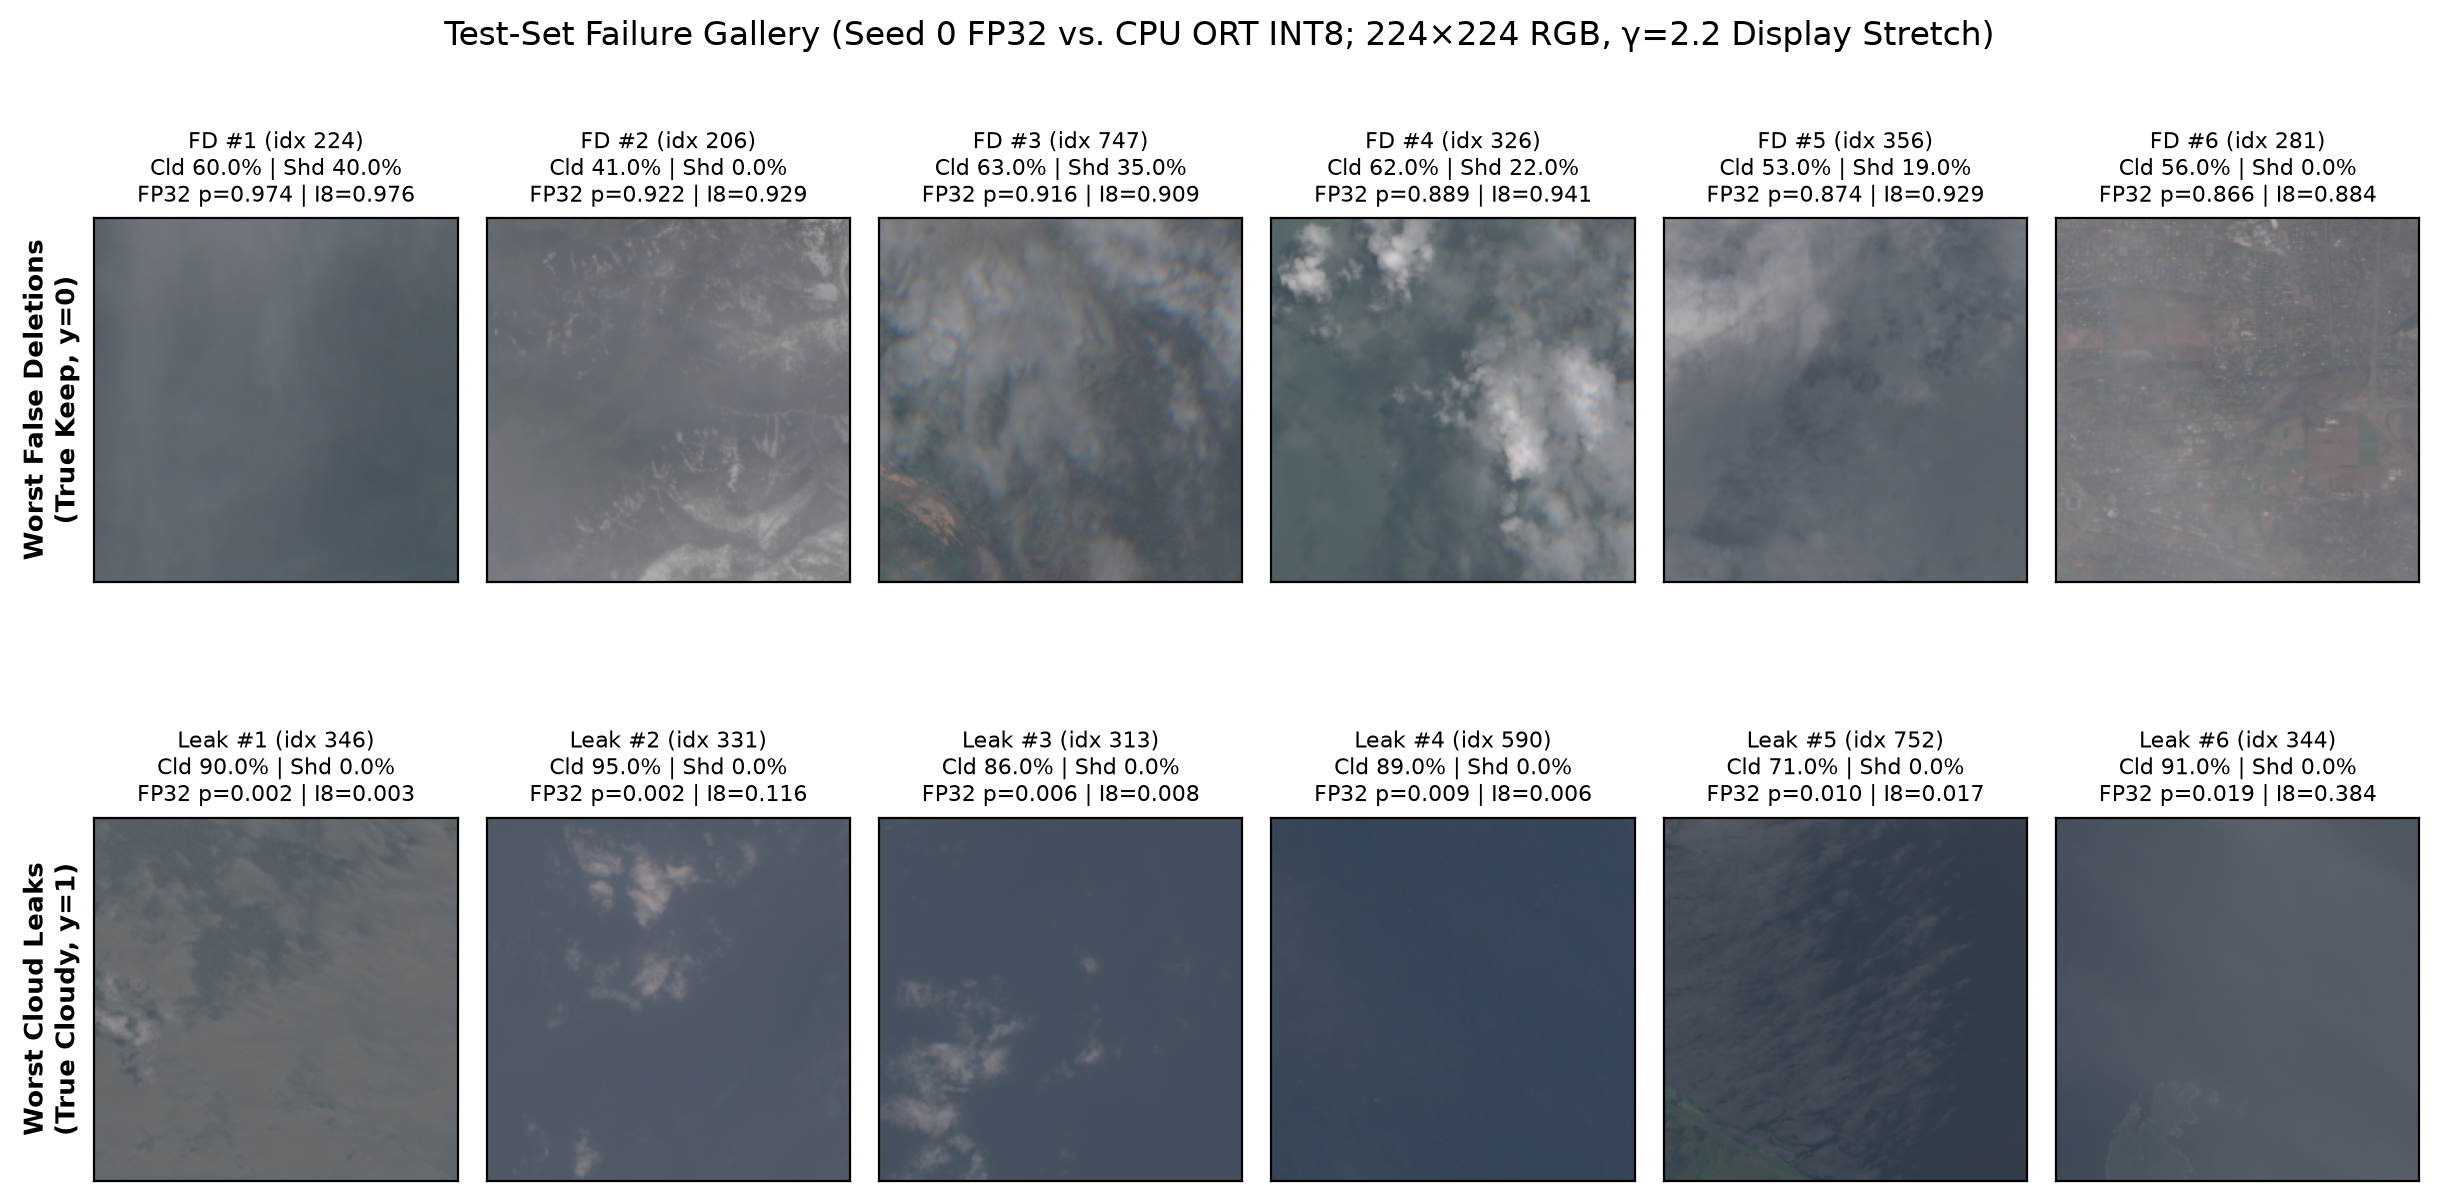 Test-Set Failure Gallery (Seed 0 FP32 vs. CPU ORT INT8; 224×224 RGB, γ=2.2 Display Stretch)
Worst False Deletions
(True Keep, y=0)
FD #1 (idx 224)
Cld 60.0% | Shd 40.0%
FP32 p=0.974 | I8=0.976
FD #2 (idx 206)
Cld 41.0% | Shd 0.0%
FP32 p=0.922 | I8=0.929
FD #3 (idx 747)
Cld 63.0% | Shd 35.0%
FP32 p=0.916 | I8=0.909
FD #4 (idx 326)
Cld 62.0% | Shd 22.0%
FP32 p=0.889 | I8=0.941
FD #5 (idx 356)
Cld 53.0% | Shd 19.0%
FP32 p=0.874 | I8=0.929
FD #6 (idx 281)
Cld 56.0% | Shd 0.0%
FP32 p=0.866 | I8=0.884
Worst Cloud Leaks
(True Cloudy, y=1)
Leak #1 (idx 346)
Cld 90.0% | Shd 0.0%
FP32 p=0.002 | I8=0.003
Leak #2 (idx 331)
Cld 95.0% | Shd 0.0%
FP32 p=0.002 | I8=0.116
Leak #3 (idx 313)
Cld 86.0% | Shd 0.0%
FP32 p=0.006 | I8=0.008
Leak #4 (idx 590)
Cld 89.0% | Shd 0.0%
FP32 p=0.009 | I8=0.006
Leak #5 (idx 752)
Cld 71.0% | Shd 0.0%
FP32 p=0.010 | I8=0.017
Leak #6 (idx 344)
Cld 91.0% | Shd 0.0%
FP32 p=0.019 | I8=0.384